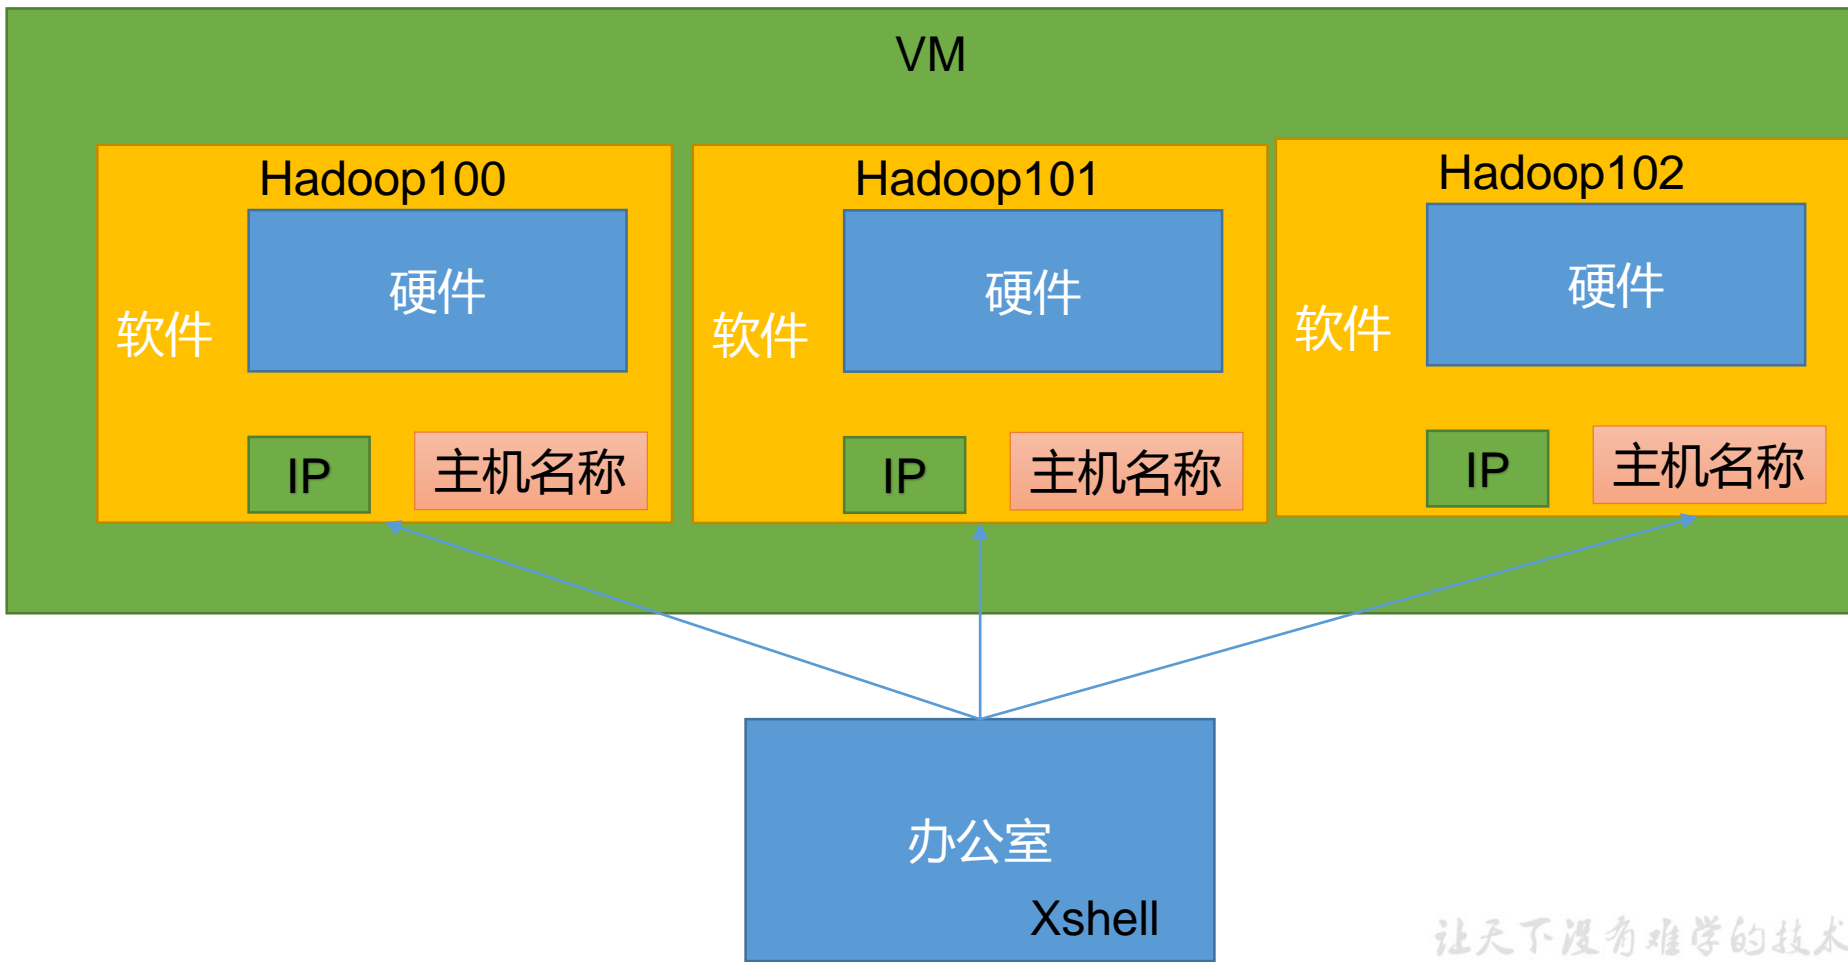 VM
Hadoop100
硬件
软件
IP
主机名称
Hadoop101
硬件
软件
IP
主机名称
Hadoop102
硬件
软件
IP
主机名称
办公室
Xshell
让天下没有难学的技术